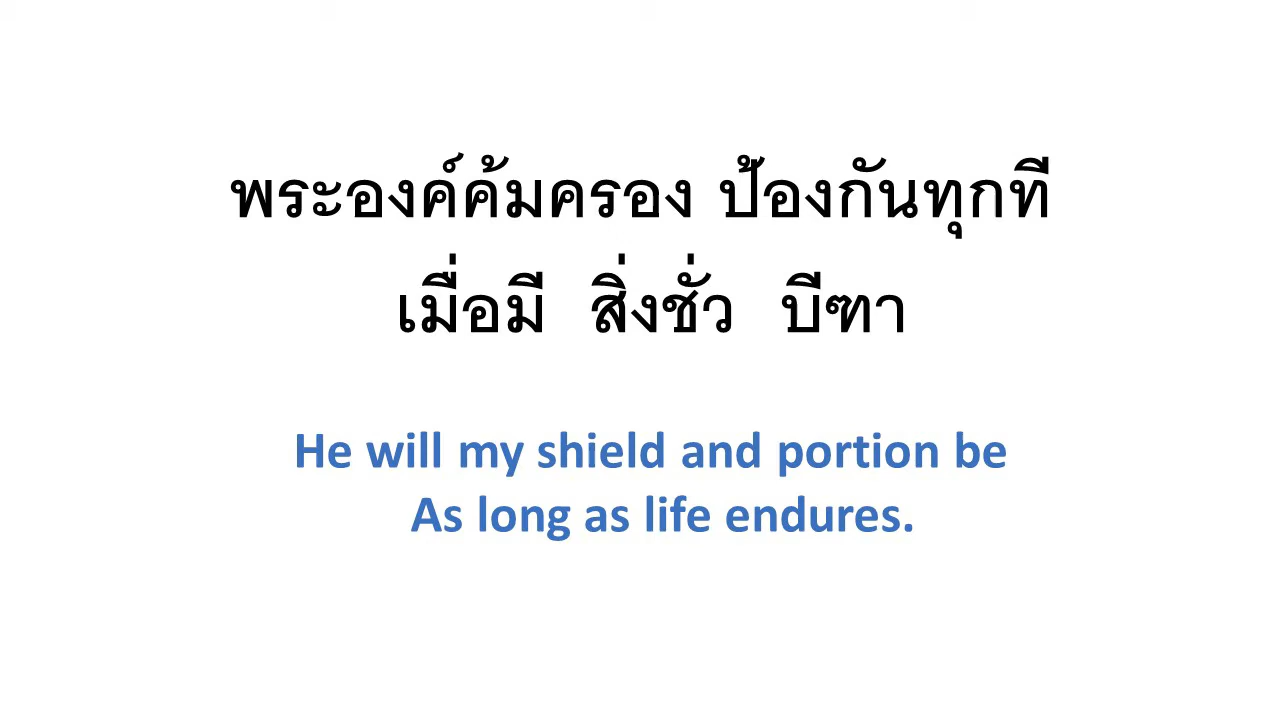 พระองค์ค้มครอง ป้องกันทุกที
เมื่อมี สิ่งชั่ว บีฑา
He will my shield and portion be
As long as life endures.